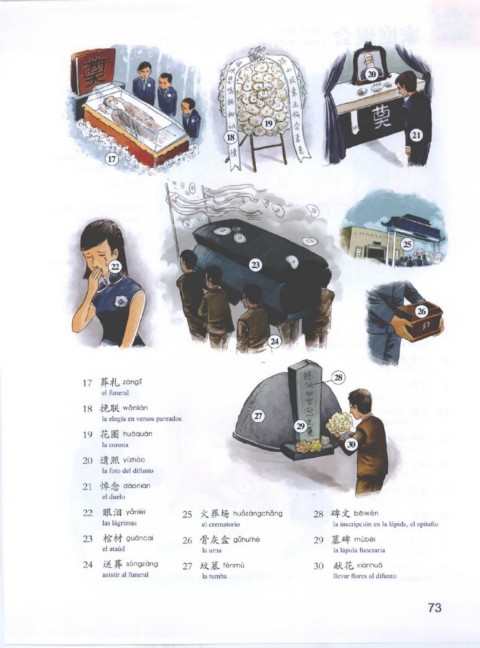 奠
17
18
19
20
奠
21
22
23
24
25
26
27
28
29
30
17 葬礼 zànglǐ
el funeral
18 挽联 wǎnlián
la elegía en versos pareados
19 花圈 huāquān
la corona
20 遗照 yízhào
la foto del difunto
21 悼念 dàoniàn
el duelo
22 眼泪 yǎnlèi
las lágrimas
23 棺材 guāncai
el ataúd
24 送葬 sòngzàng
asistir al funeral
25 火葬场 huǒzàngchǎng
el crematorio
26 骨灰盒 gǔhuīhé
la urna
27 坟墓 fénmù
la tumba
28 碑文 bēiwén
la inscripción en la lápida, el epitafio
29 墓碑 mùbēi
la lápida funeraria
30 献花 xiànhuā
llevar flores al difunto
73